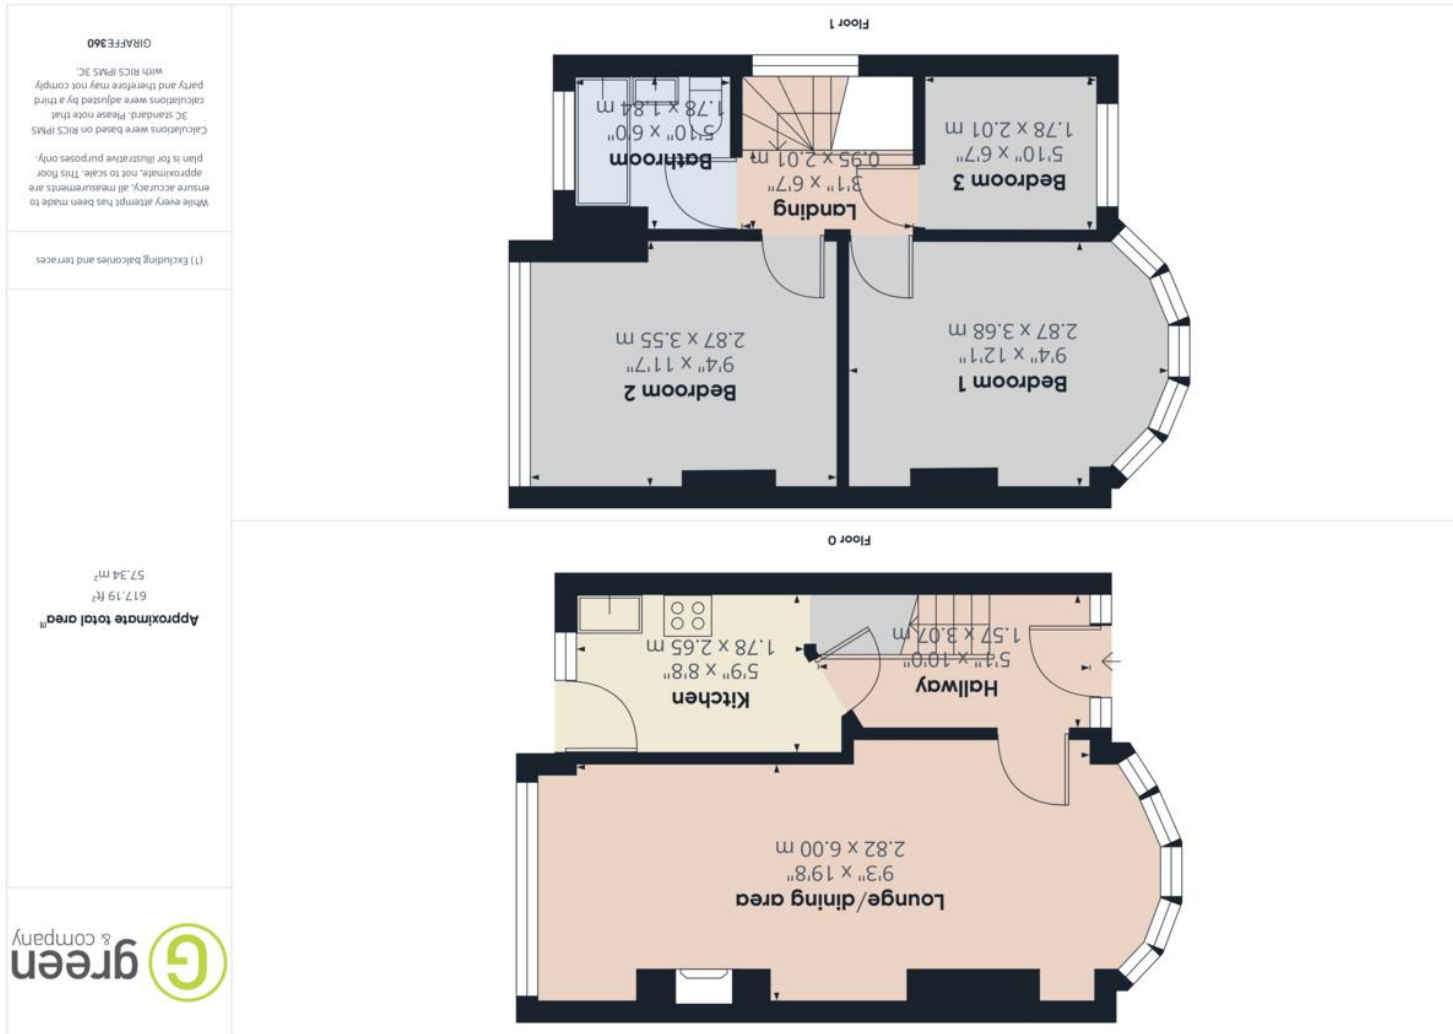 green
& company
Lounge/dining area
9'3" x 19'8"
2.82 x 6.00 m
Hallway
5'1" x 10'0"
1.57 x 3.07 m
Kitchen
5'9" x 8'8"
1.78 x 2.65 m
Floor 0
Bedroom 1
9'4" x 12'1"
2.87 x 3.68 m
Bedroom 2
9'4" x 11'7"
2.87 x 3.55 m
Bedroom 3
5'10" x 6'7"
1.78 x 2.01 m
Landing
3'1" x 6'7"
0.95 x 2.01 m
Bathroom
5'10" x 6'0"
1.78 x 1.84 m
Floor 1
Approximate total area⁽¹⁾
617.19 ft²
57.34 m²
(1) Excluding balconies and terraces
While every attempt has been made to
ensure accuracy, all measurements are
approximate, not to scale. This floor
plan is for illustrative purposes only.
Calculations were based on RICS IPMS
3C standard. Please note that
calculations were adjusted by a third
party and therefore may not comply
with RICS IPMS 3C.
GIRAFFE360